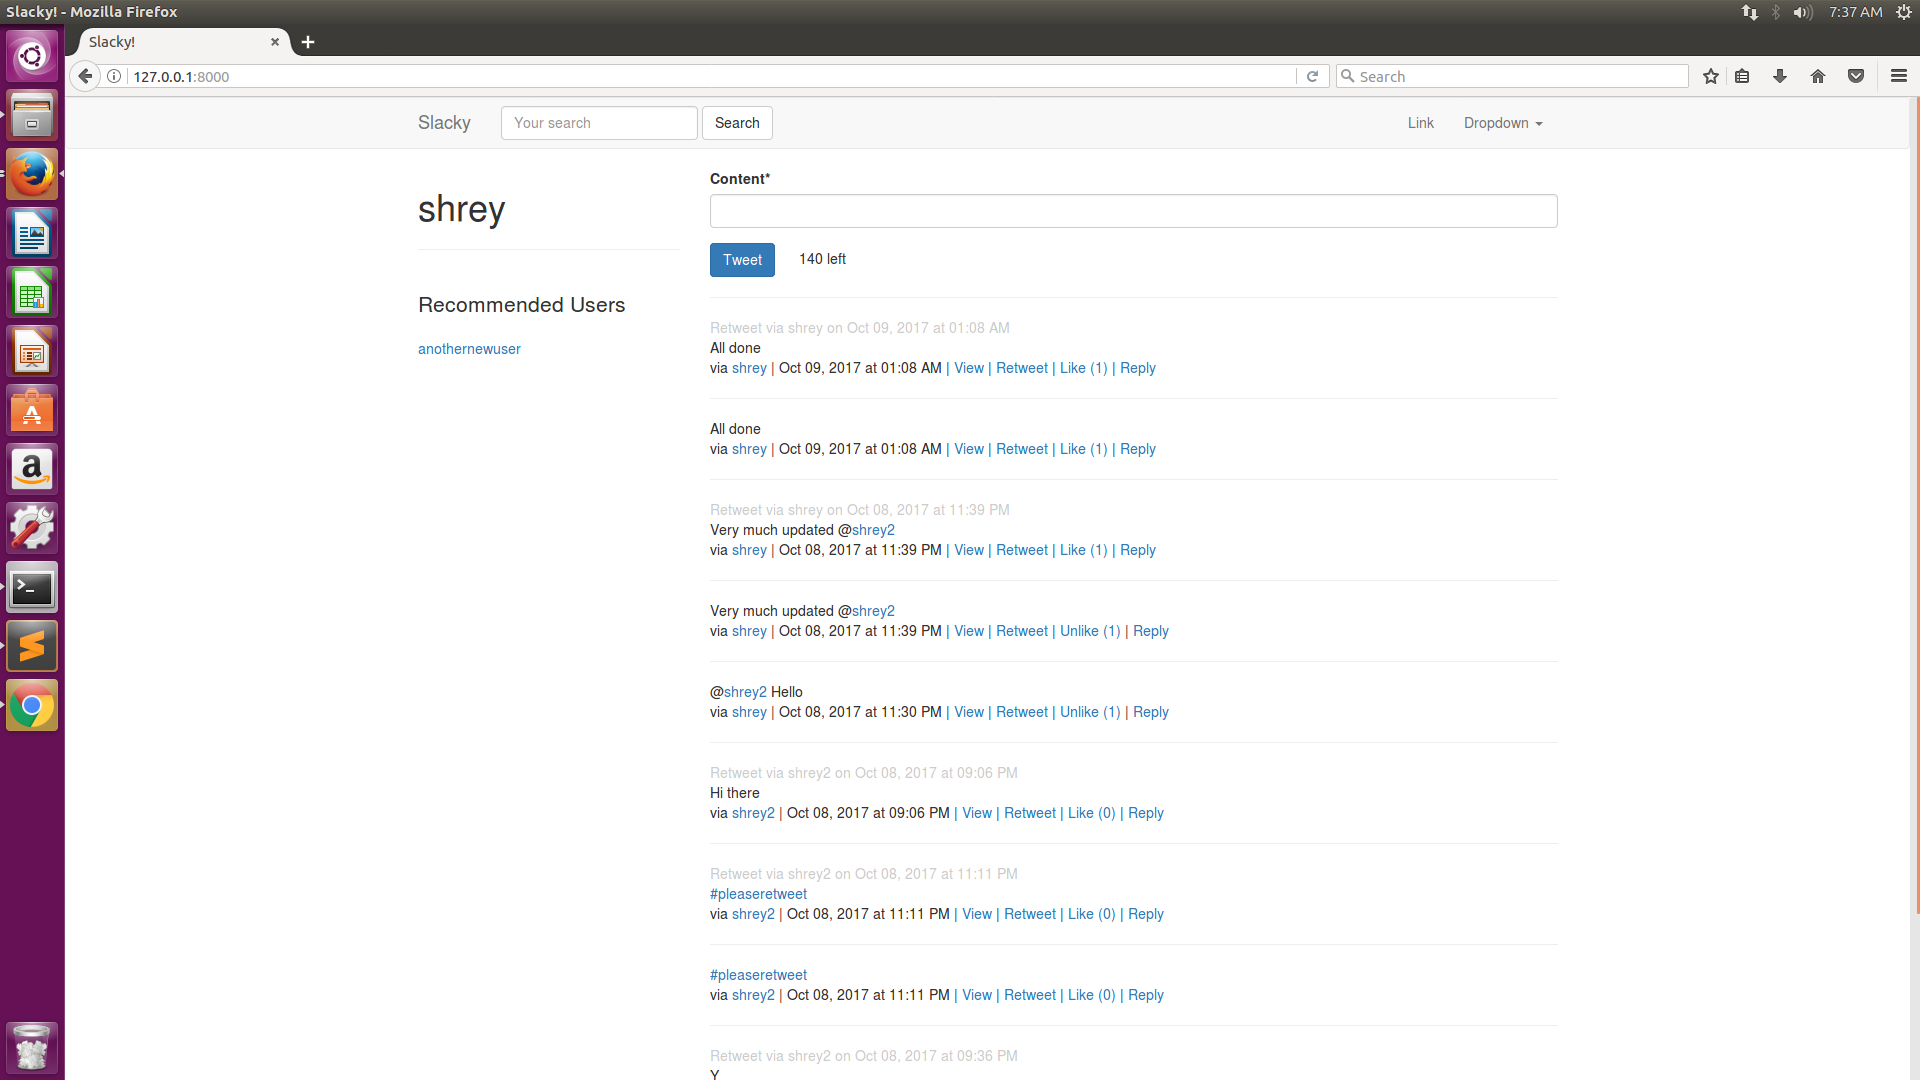 Slacky! - Mozilla Firefox
7:37 AM
Slacky!
127.0.0.1:8000
Search
Slacky
Your search
Search
Link
Dropdown
shrey
Recommended Users
anothernewuser
Content*
Tweet
140 left
Retweet via shrey on Oct 09, 2017 at 01:08 AM
All done
via shrey | Oct 09, 2017 at 01:08 AM | View | Retweet | Like (1) | Reply
All done
via shrey | Oct 09, 2017 at 01:08 AM | View | Retweet | Like (1) | Reply
Retweet via shrey on Oct 08, 2017 at 11:39 PM
Very much updated @shrey2
via shrey | Oct 08, 2017 at 11:39 PM | View | Retweet | Like (1) | Reply
Very much updated @shrey2
via shrey | Oct 08, 2017 at 11:39 PM | View | Retweet | Unlike (1) | Reply
@shrey2 Hello
via shrey | Oct 08, 2017 at 11:30 PM | View | Retweet | Unlike (1) | Reply
Retweet via shrey2 on Oct 08, 2017 at 09:06 PM
Hi there
via shrey2 | Oct 08, 2017 at 09:06 PM | View | Retweet | Like (0) | Reply
Retweet via shrey2 on Oct 08, 2017 at 11:11 PM
#pleaseretweet
via shrey2 | Oct 08, 2017 at 11:11 PM | View | Retweet | Like (0) | Reply
#pleaseretweet
via shrey2 | Oct 08, 2017 at 11:11 PM | View | Retweet | Like (0) | Reply
Retweet via shrey2 on Oct 08, 2017 at 09:36 PM
Y